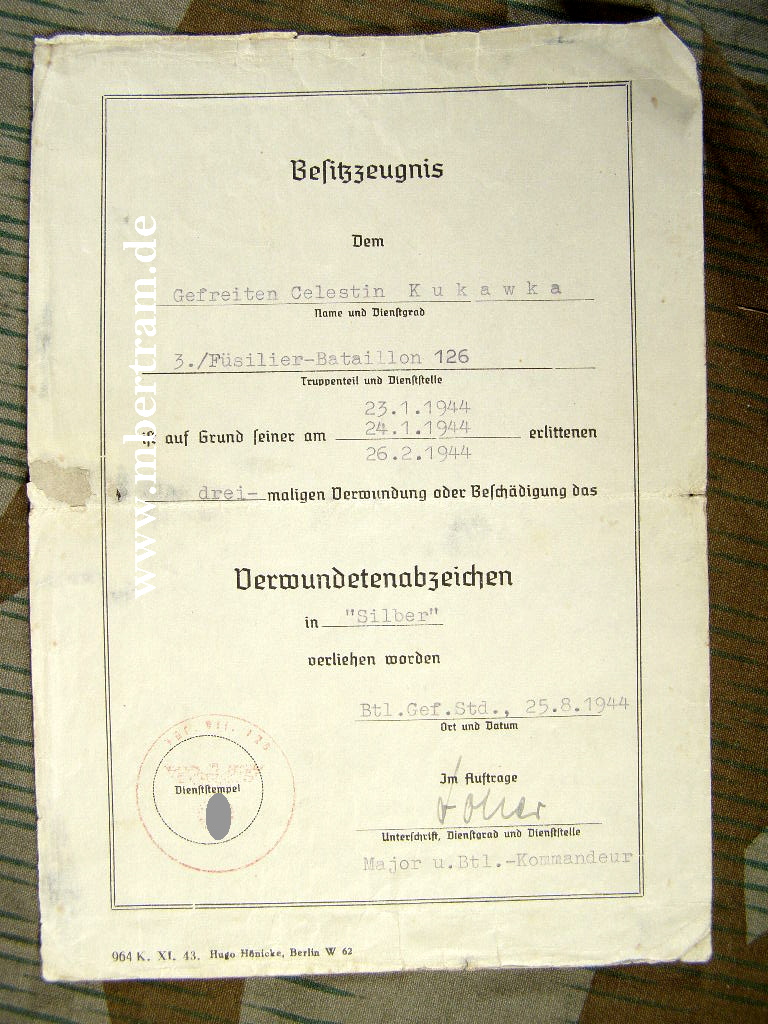 Besitzzeugnis
Dem
Gefreiten Celestin Kukawka
Name und Dienstgrad
3./Füsilier-Bataillon 126
Truppenteil und Dienststelle
23.1.1944
ist auf Grund seiner am 24.1.1944 erlittenen
26.2.1944
drei- maligen Verwundung oder Beschädigung das
Verwundetenabzeichen
in "Silber"
verliehen worden
Btl.Gef.Std., 25.8.1944
Ort und Datum
Im Auftrage
Unterschrift, Dienstgrad und Dienststelle
Major u.Btl.-Kommandeur
Dienststempel
964 K. XI. 43. Hugo Hänicke, Berlin W 62
www.mbertram.de